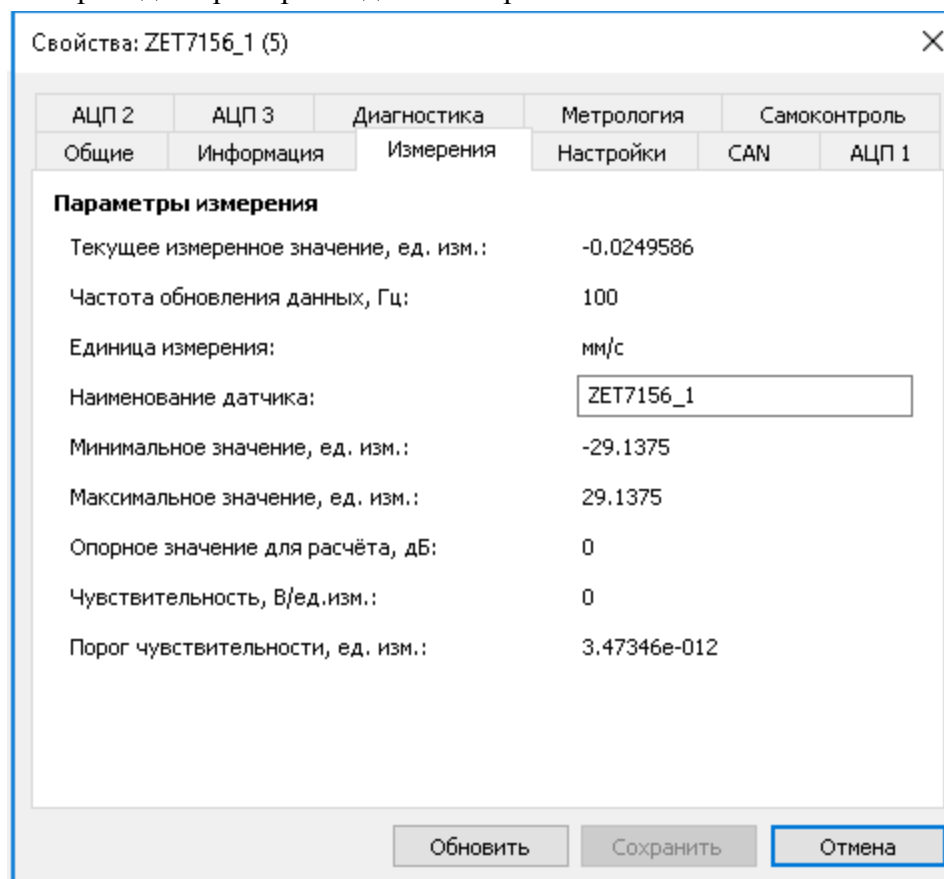 Свойства: ZET7156_1 (5)
АЦП 2 АЦП 3 Диагностика Метрология Самоконтроль
Общие Информация Измерения Настройки CAN АЦП 1
Параметры измерения
Текущее измеренное значение, ед. изм.: -0.0249586
Частота обновления данных, Гц: 100
Единица измерения: мм/с
Наименование датчика: ZET7156_1
Минимальное значение, ед. изм.: -29.1375
Максимальное значение, ед. изм.: 29.1375
Опорное значение для расчёта, дБ: 0
Чувствительность, В/ед.изм.: 0
Порог чувствительности, ед. изм.: 3.47346e-012
Обновить Сохранить Отмена